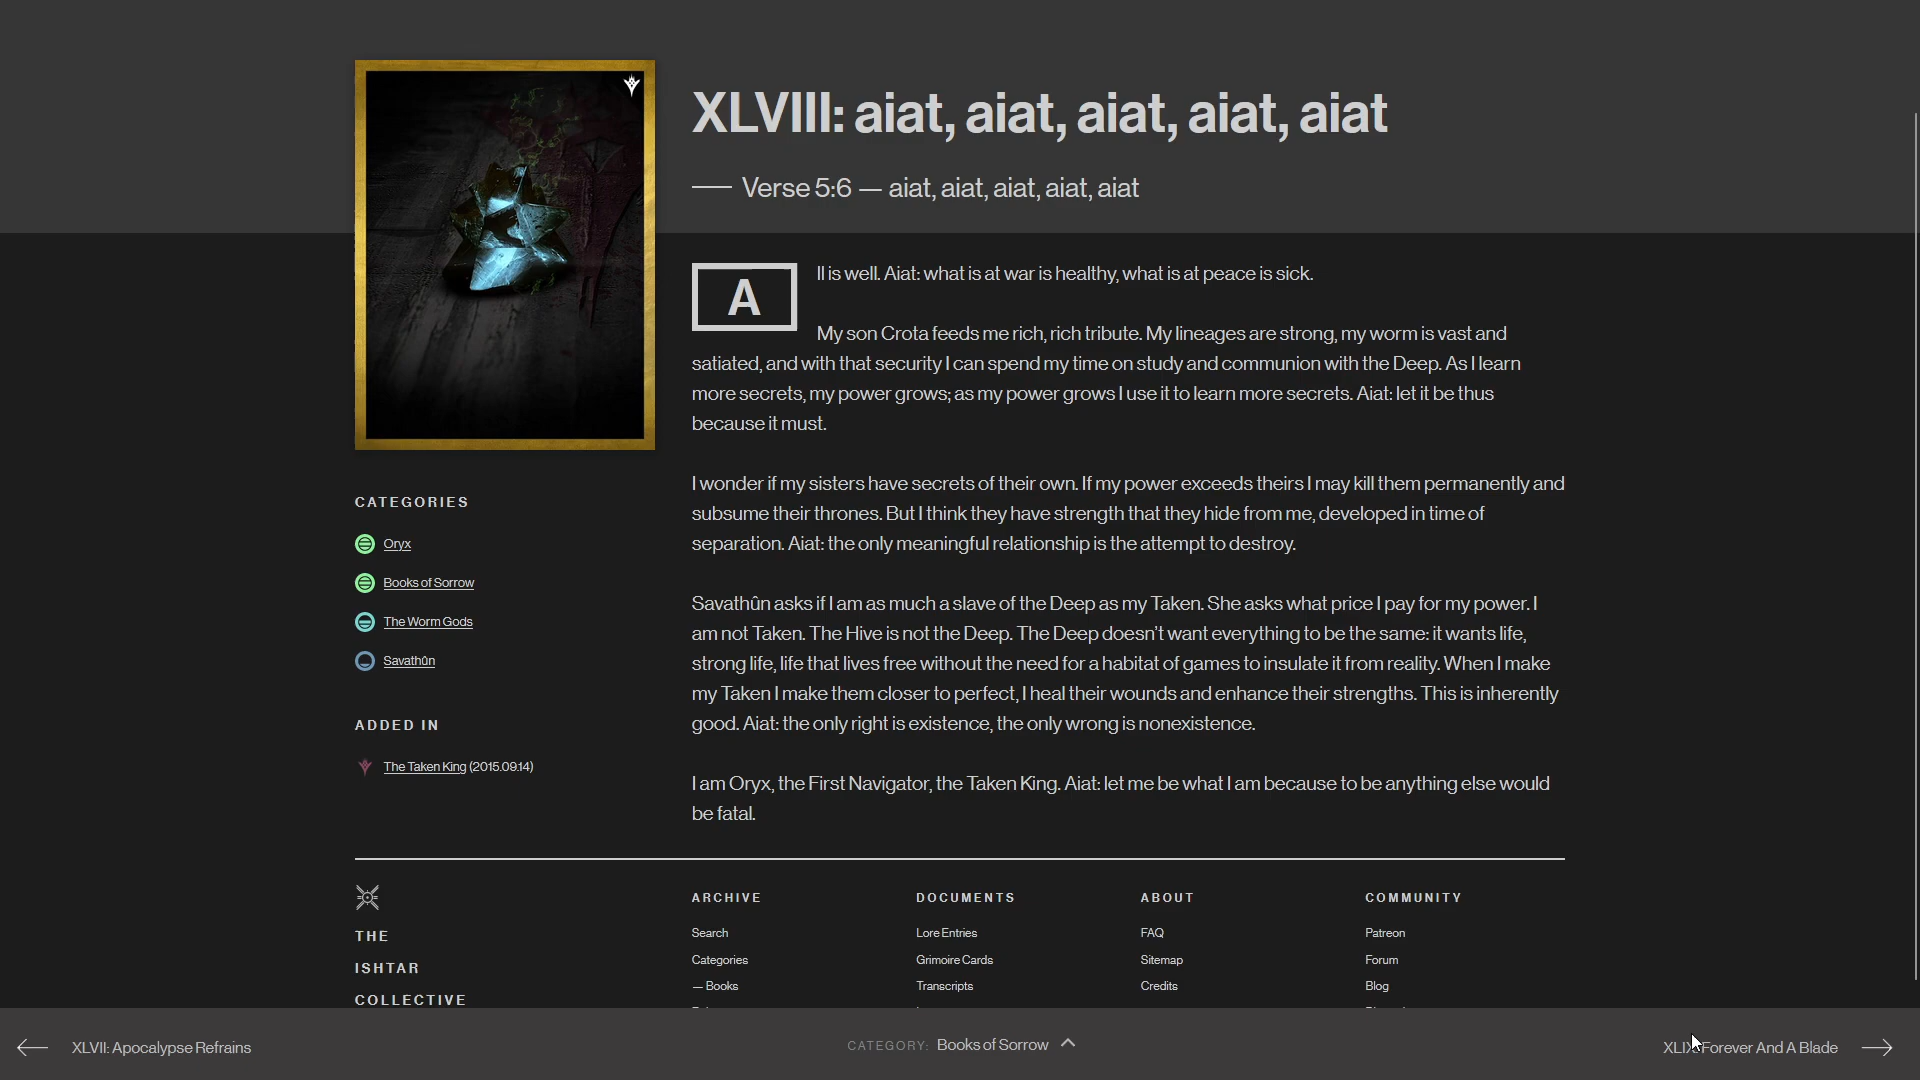 XLVIII: aiat, aiat, aiat, aiat, aiat
Verse 5:6 — aiat, aiat, aiat, aiat, aiat
All is well. Aiat: what is at war is healthy, what is at peace is sick.
My son Crota feeds me rich, rich tribute. My lineages are strong, my worm is vast and
satiated, and with that security I can spend my time on study and communion with the Deep. As I learn
more secrets, my power grows; as my power grows I use it to learn more secrets. Aiat: let it be thus
because it must.
I wonder if my sisters have secrets of their own. If my power exceeds theirs I may kill them permanently and
subsume their thrones. But I think they have strength that they hide from me, developed in time of
separation. Aiat: the only meaningful relationship is the attempt to destroy.
Savathûn asks if I am as much a slave of the Deep as my Taken. She asks what price I pay for my power. I
am not Taken. The Hive is not the Deep. The Deep doesn't want everything to be the same: it wants life,
strong life, life that lives free without the need for a habitat of games to insulate it from reality. When I make
my Taken I make them closer to perfect, I heal their wounds and enhance their strengths. This is inherently
good. Aiat: the only right is existence, the only wrong is nonexistence.
I am Oryx, the First Navigator, the Taken King. Aiat: let me be what I am because to be anything else would
be fatal.
CATEGORIES
Oryx
Books of Sorrow
The Worm Gods
Savathûn
ADDED IN
The Taken King (2015.09.14)
THE
ISHTAR
COLLECTIVE
ARCHIVE
Search
Categories
— Books
DOCUMENTS
Lore Entries
Grimoire Cards
Transcripts
ABOUT
FAQ
Sitemap
Credits
COMMUNITY
Patreon
Forum
Blog
XLVII: Apocalypse Refrains
CATEGORY: Books of Sorrow
XLIX: Forever And A Blade